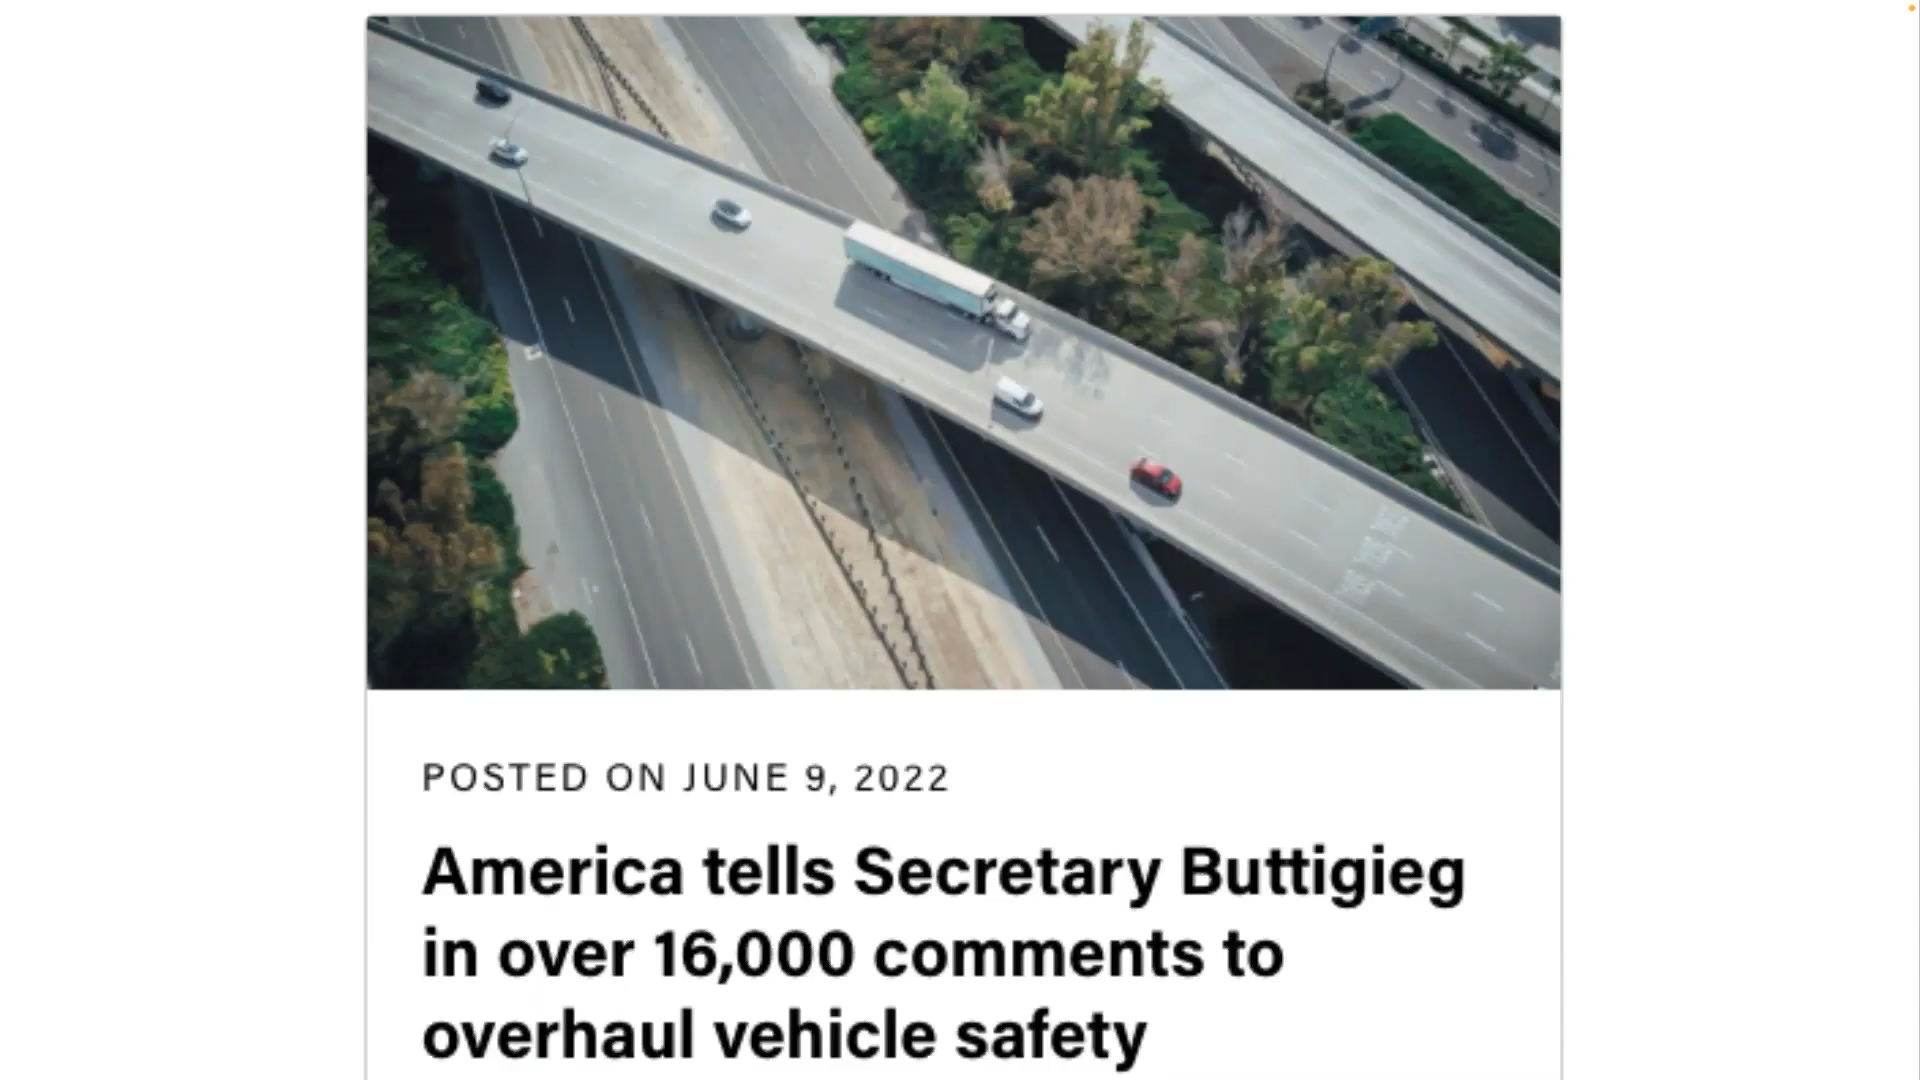 POSTED ON JUNE 9, 2022
America tells Secretary Buttigieg
in over 16,000 comments to
overhaul vehicle safety